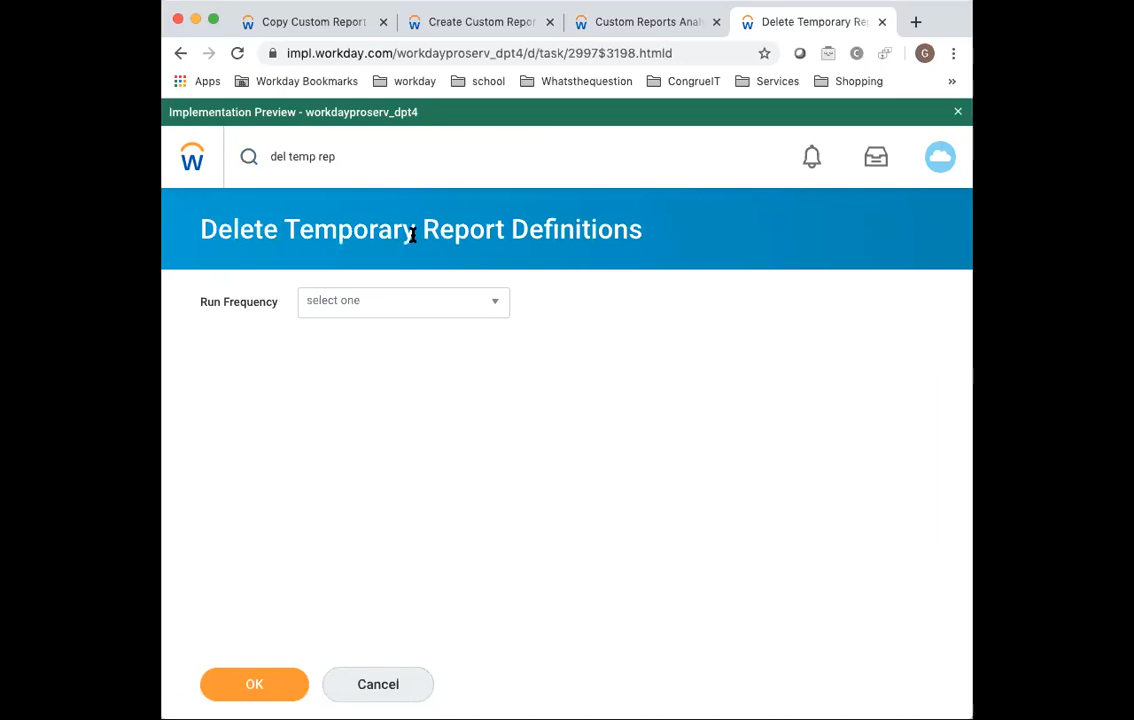 Copy Custom Report
Create Custom Repor
Custom Reports Anal
Delete Temporary Re
impl.workday.com/workdayproserv_dpt4/d/task/2997$3198.htmld
G
Apps
Workday Bookmarks
workday
school
Whatsthequestion
CongrueIT
Services
Shopping
»
Implementation Preview - workdayproserv_dpt4
del temp rep
Delete Temporary Report Definitions
Run Frequency
select one
OK
Cancel